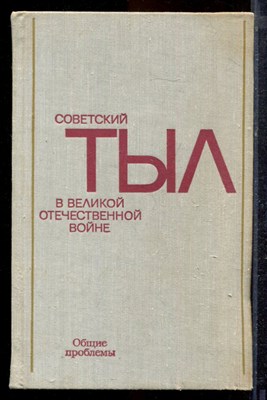 СОВЕТСКИЙ
ТЫЛ
В ВЕЛИКОЙ
ОТЕЧЕСТВЕННОЙ
ВОЙНЕ
Общие
проблемы